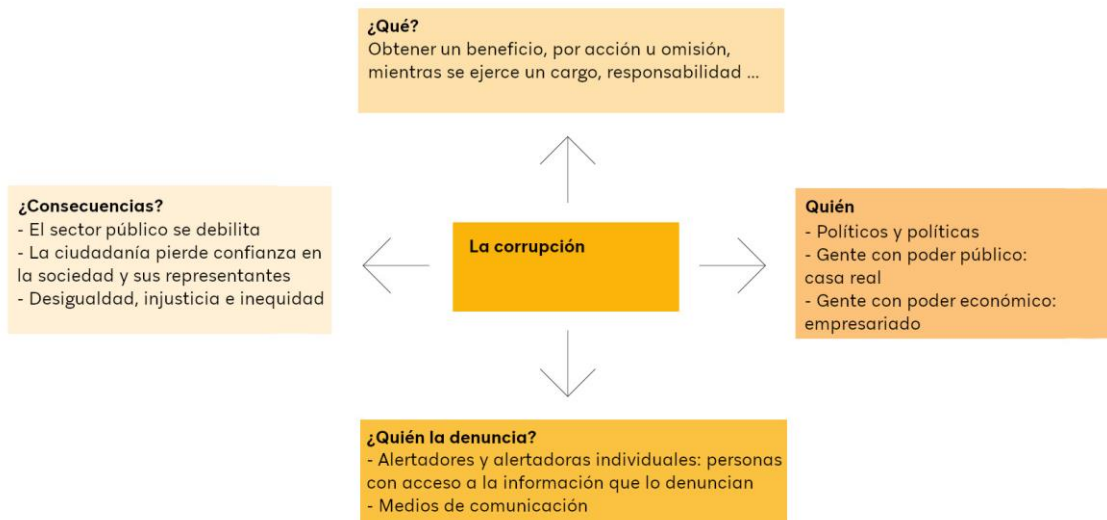 ¿Qué?
Obtener un beneficio, por acción u omisión,
mientras se ejerce un cargo, responsabilidad ...
¿Consecuencias?
- El sector público se debilita
- La ciudadanía pierde confianza en
la sociedad y sus representantes
- Desigualdad, injusticia e inequidad
La corrupción
Quién
- Políticos y políticas
- Gente con poder público:
casa real
- Gente con poder económico:
empresariado
¿Quién la denuncia?
- Alertadores y alertadoras individuales: personas
con acceso a la información que lo denuncian
- Medios de comunicación